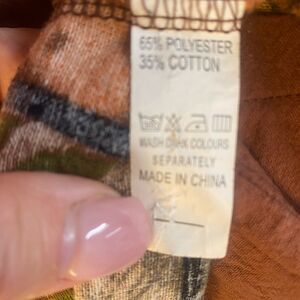 65% POLYESTER
35% COTTON
WASH DARK COLOURS
SEPARATELY
MADE IN CHINA